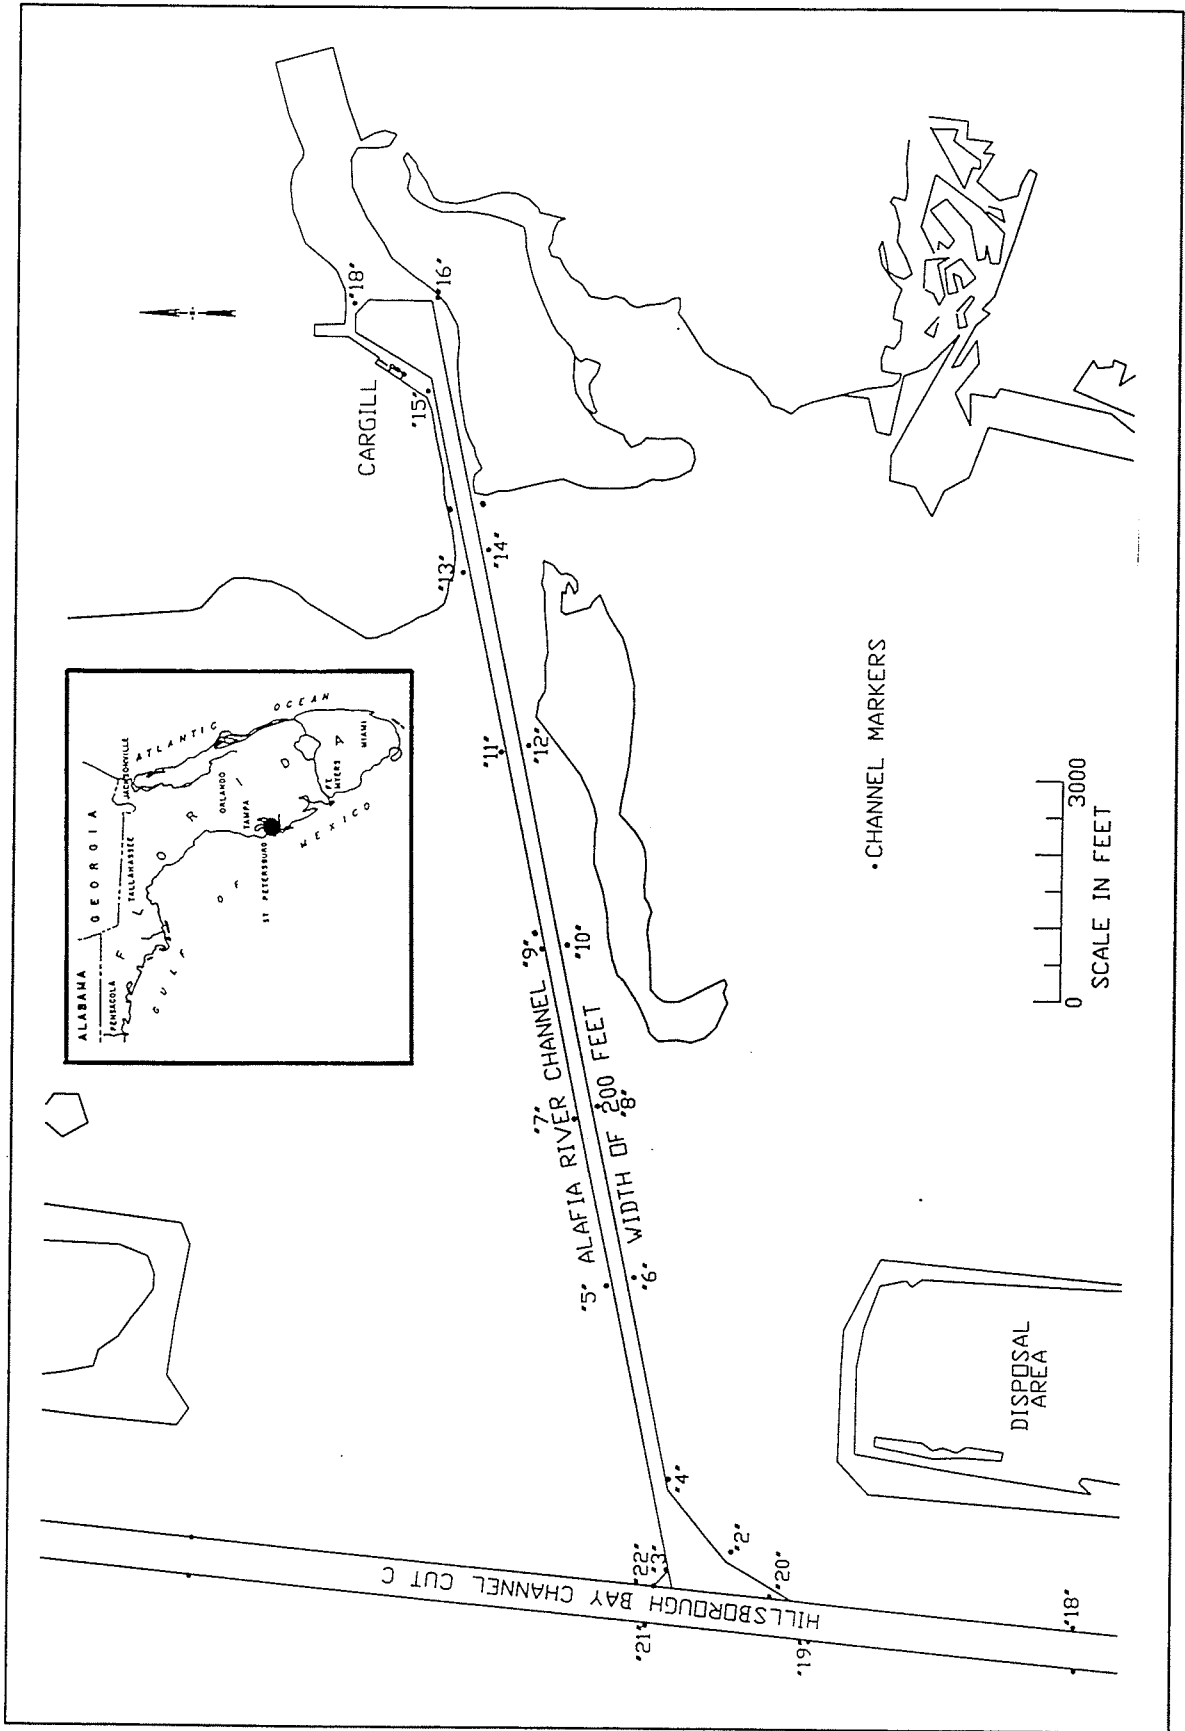 ALABAMA
GEORGIA
PENSACOLA
TALLAHASSEE
JACKSONVILLE
ATLANTIC
OCEAN
FLORIDA
ORLANDO
TAMPA
ST PETERSBURG
FT.
MYERS
MIAMI
GULF
OF
MEXICO
CARGILL
"18"
"16"
"15"
"14"
"13"
"12"
"11"
"10"
"9"
ALAFIA RIVER CHANNEL
WIDTH OF 200 FEET
"8"
"7"
"6"
"5"
"4"
"3"
"2"
"22"
"21"
"20"
"19"
"18"
HILLSBOROUGH BAY CHANNEL CUT C
DISPOSAL
AREA
CHANNEL MARKERS
0 3000
SCALE IN FEET